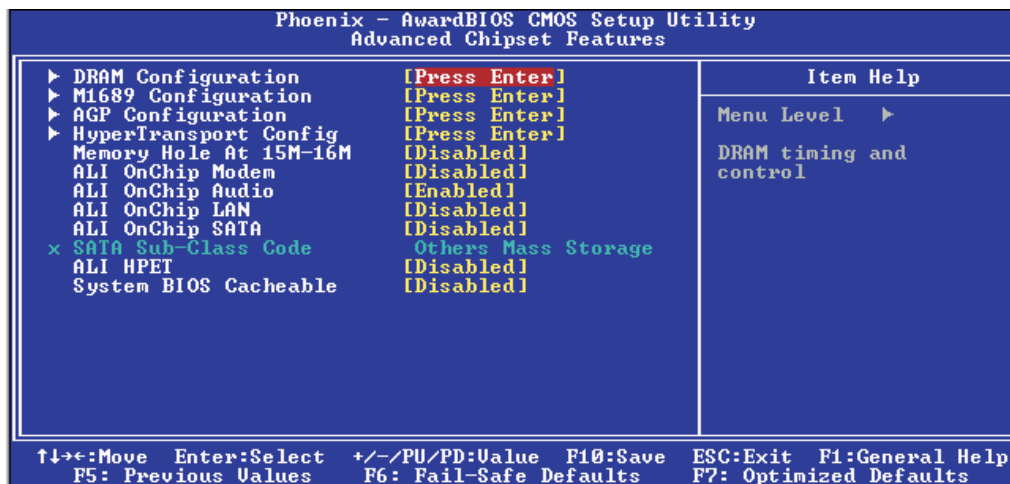 Phoenix - AwardBIOS CMOS Setup Utility
Advanced Chipset Features
▶ DRAM Configuration [Press Enter]
▶ M1689 Configuration [Press Enter]
▶ AGP Configuration [Press Enter]
▶ HyperTransport Config [Press Enter]
Memory Hole At 15M-16M [Disabled]
ALI OnChip Modem [Disabled]
ALI OnChip Audio [Enabled]
ALI OnChip LAN [Disabled]
ALI OnChip SATA [Disabled]
x SATA Sub-Class Code Others Mass Storage
ALI HPET [Disabled]
System BIOS Cacheable [Disabled]
Item Help
Menu Level ▶
DRAM timing and
control
↑↓→←:Move Enter:Select +/-/PU/PD:Value F10:Save ESC:Exit F1:General Help
F5: Previous Values F6: Fail-Safe Defaults F7: Optimized Defaults